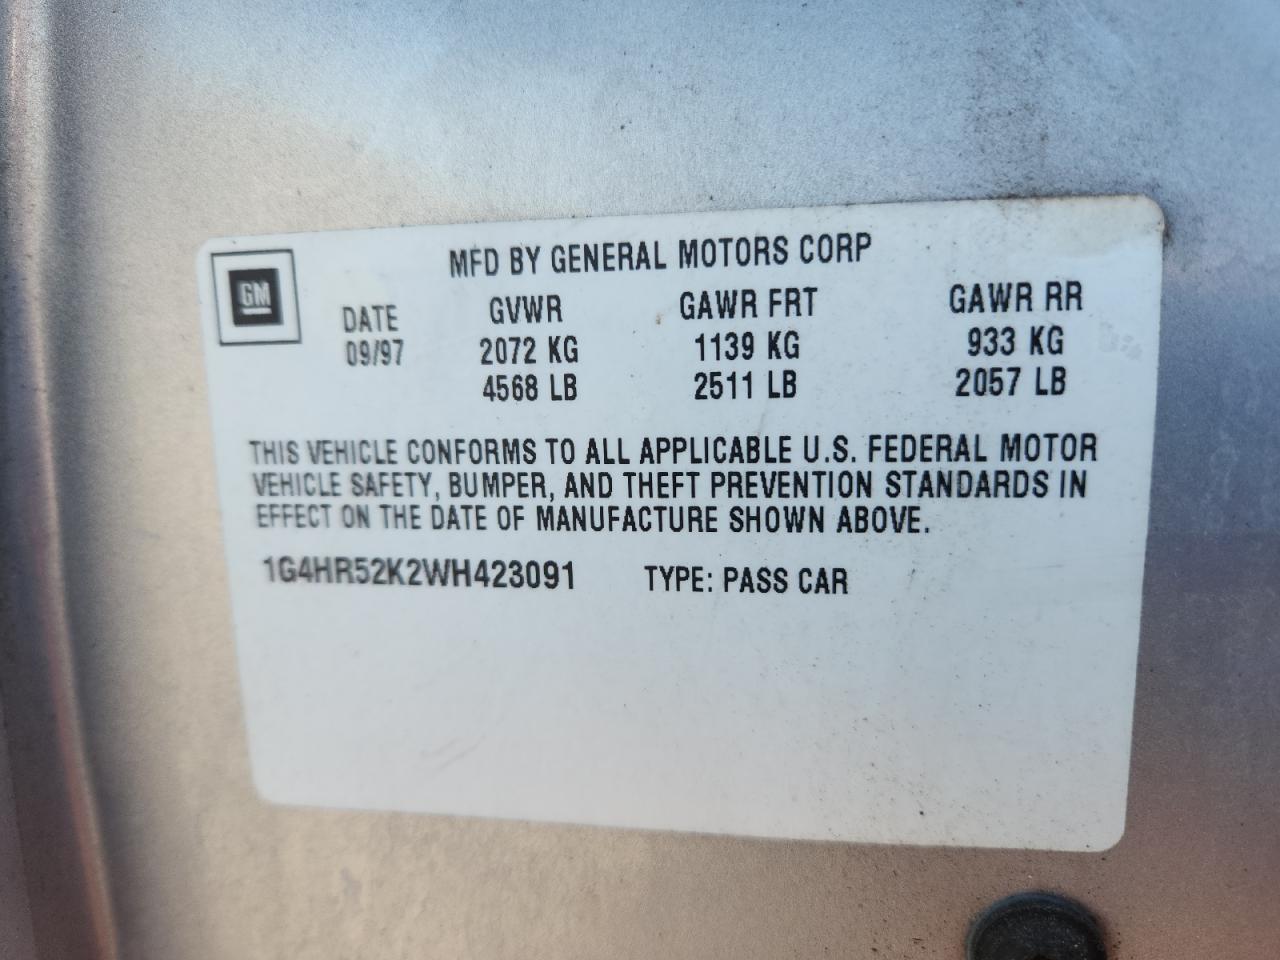 MFD BY GENERAL MOTORS CORP
GM
DATE GVWR GAWR FRT GAWR RR
09/97 2072 KG 1139 KG 933 KG
4568 LB 2511 LB 2057 LB
THIS VEHICLE CONFORMS TO ALL APPLICABLE U.S. FEDERAL MOTOR
VEHICLE SAFETY, BUMPER, AND THEFT PREVENTION STANDARDS IN
EFFECT ON THE DATE OF MANUFACTURE SHOWN ABOVE.
1G4HR52K2WH423091 TYPE: PASS CAR